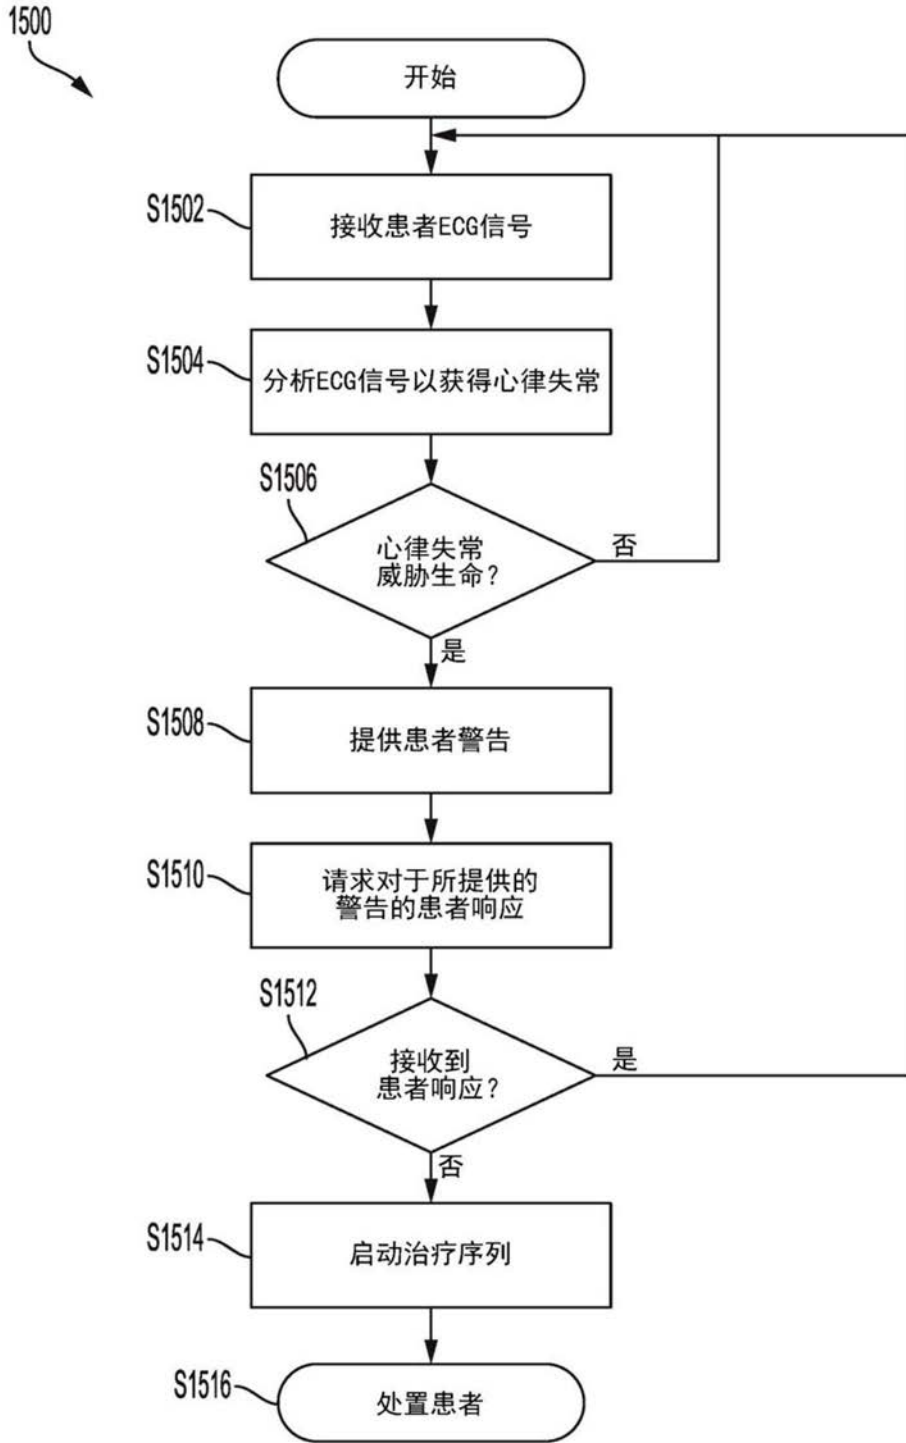 1500
开始
S1502
接收患者ECG信号
S1504
分析ECG信号以获得心律失常
S1506
心律失常
威胁生命?
否
是
S1508
提供患者警告
S1510
请求对于所提供的
警告的患者响应
S1512
接收到
患者响应?
是
否
S1514
启动治疗序列
S1516
处置患者